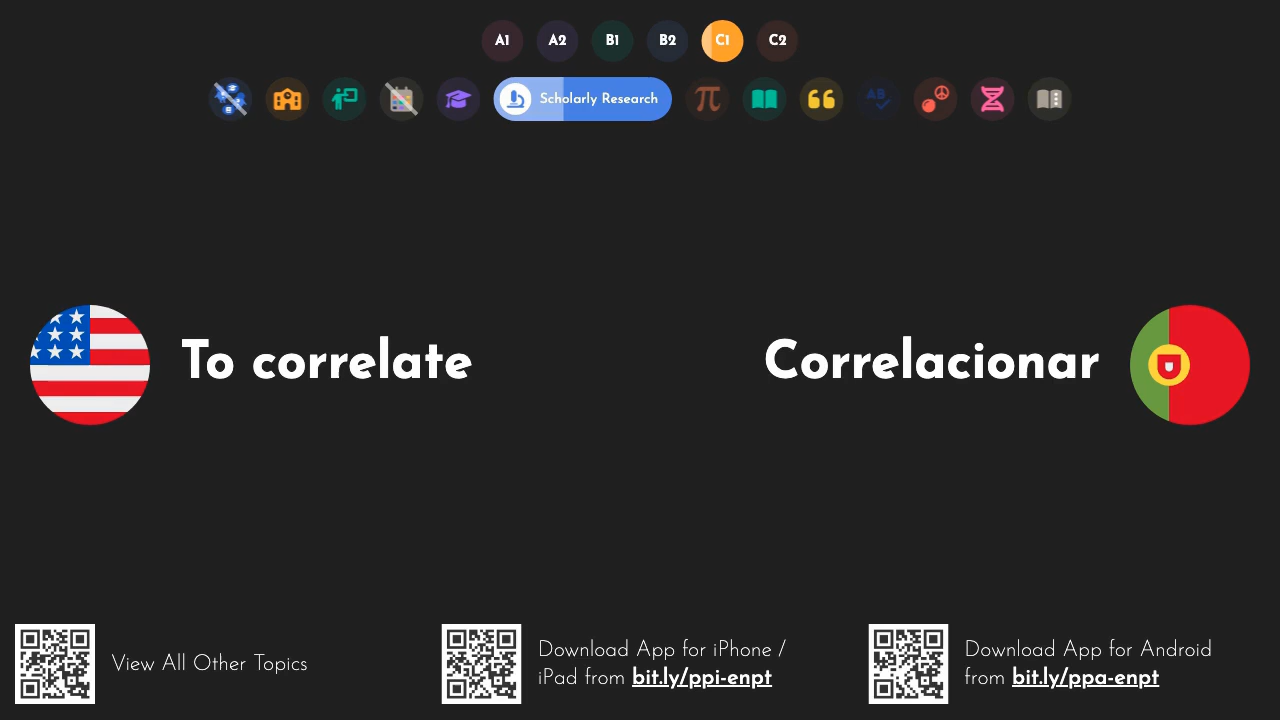 A1 A2 B1 B2 C1 C2
Scholarly Research
To correlate
Correlacionar
View All Other Topics
Download App for iPhone /
iPad from bit.ly/ppi-enpt
Download App for Android
from bit.ly/ppa-enpt